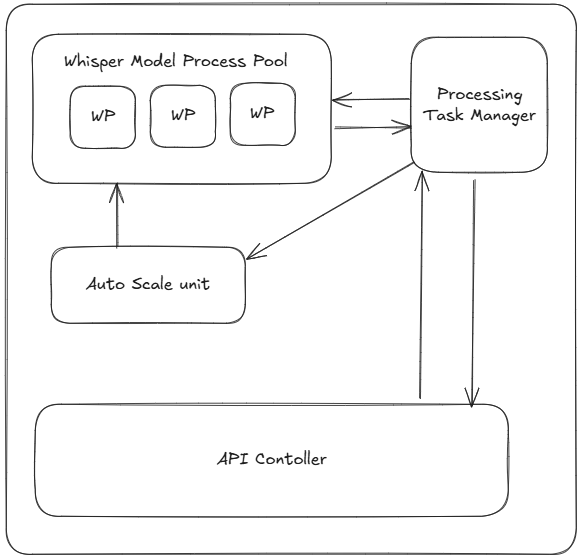 Whisper Model Process Pool
WP
WP
WP
Processing
Task Manager
Auto Scale unit
API Contoller